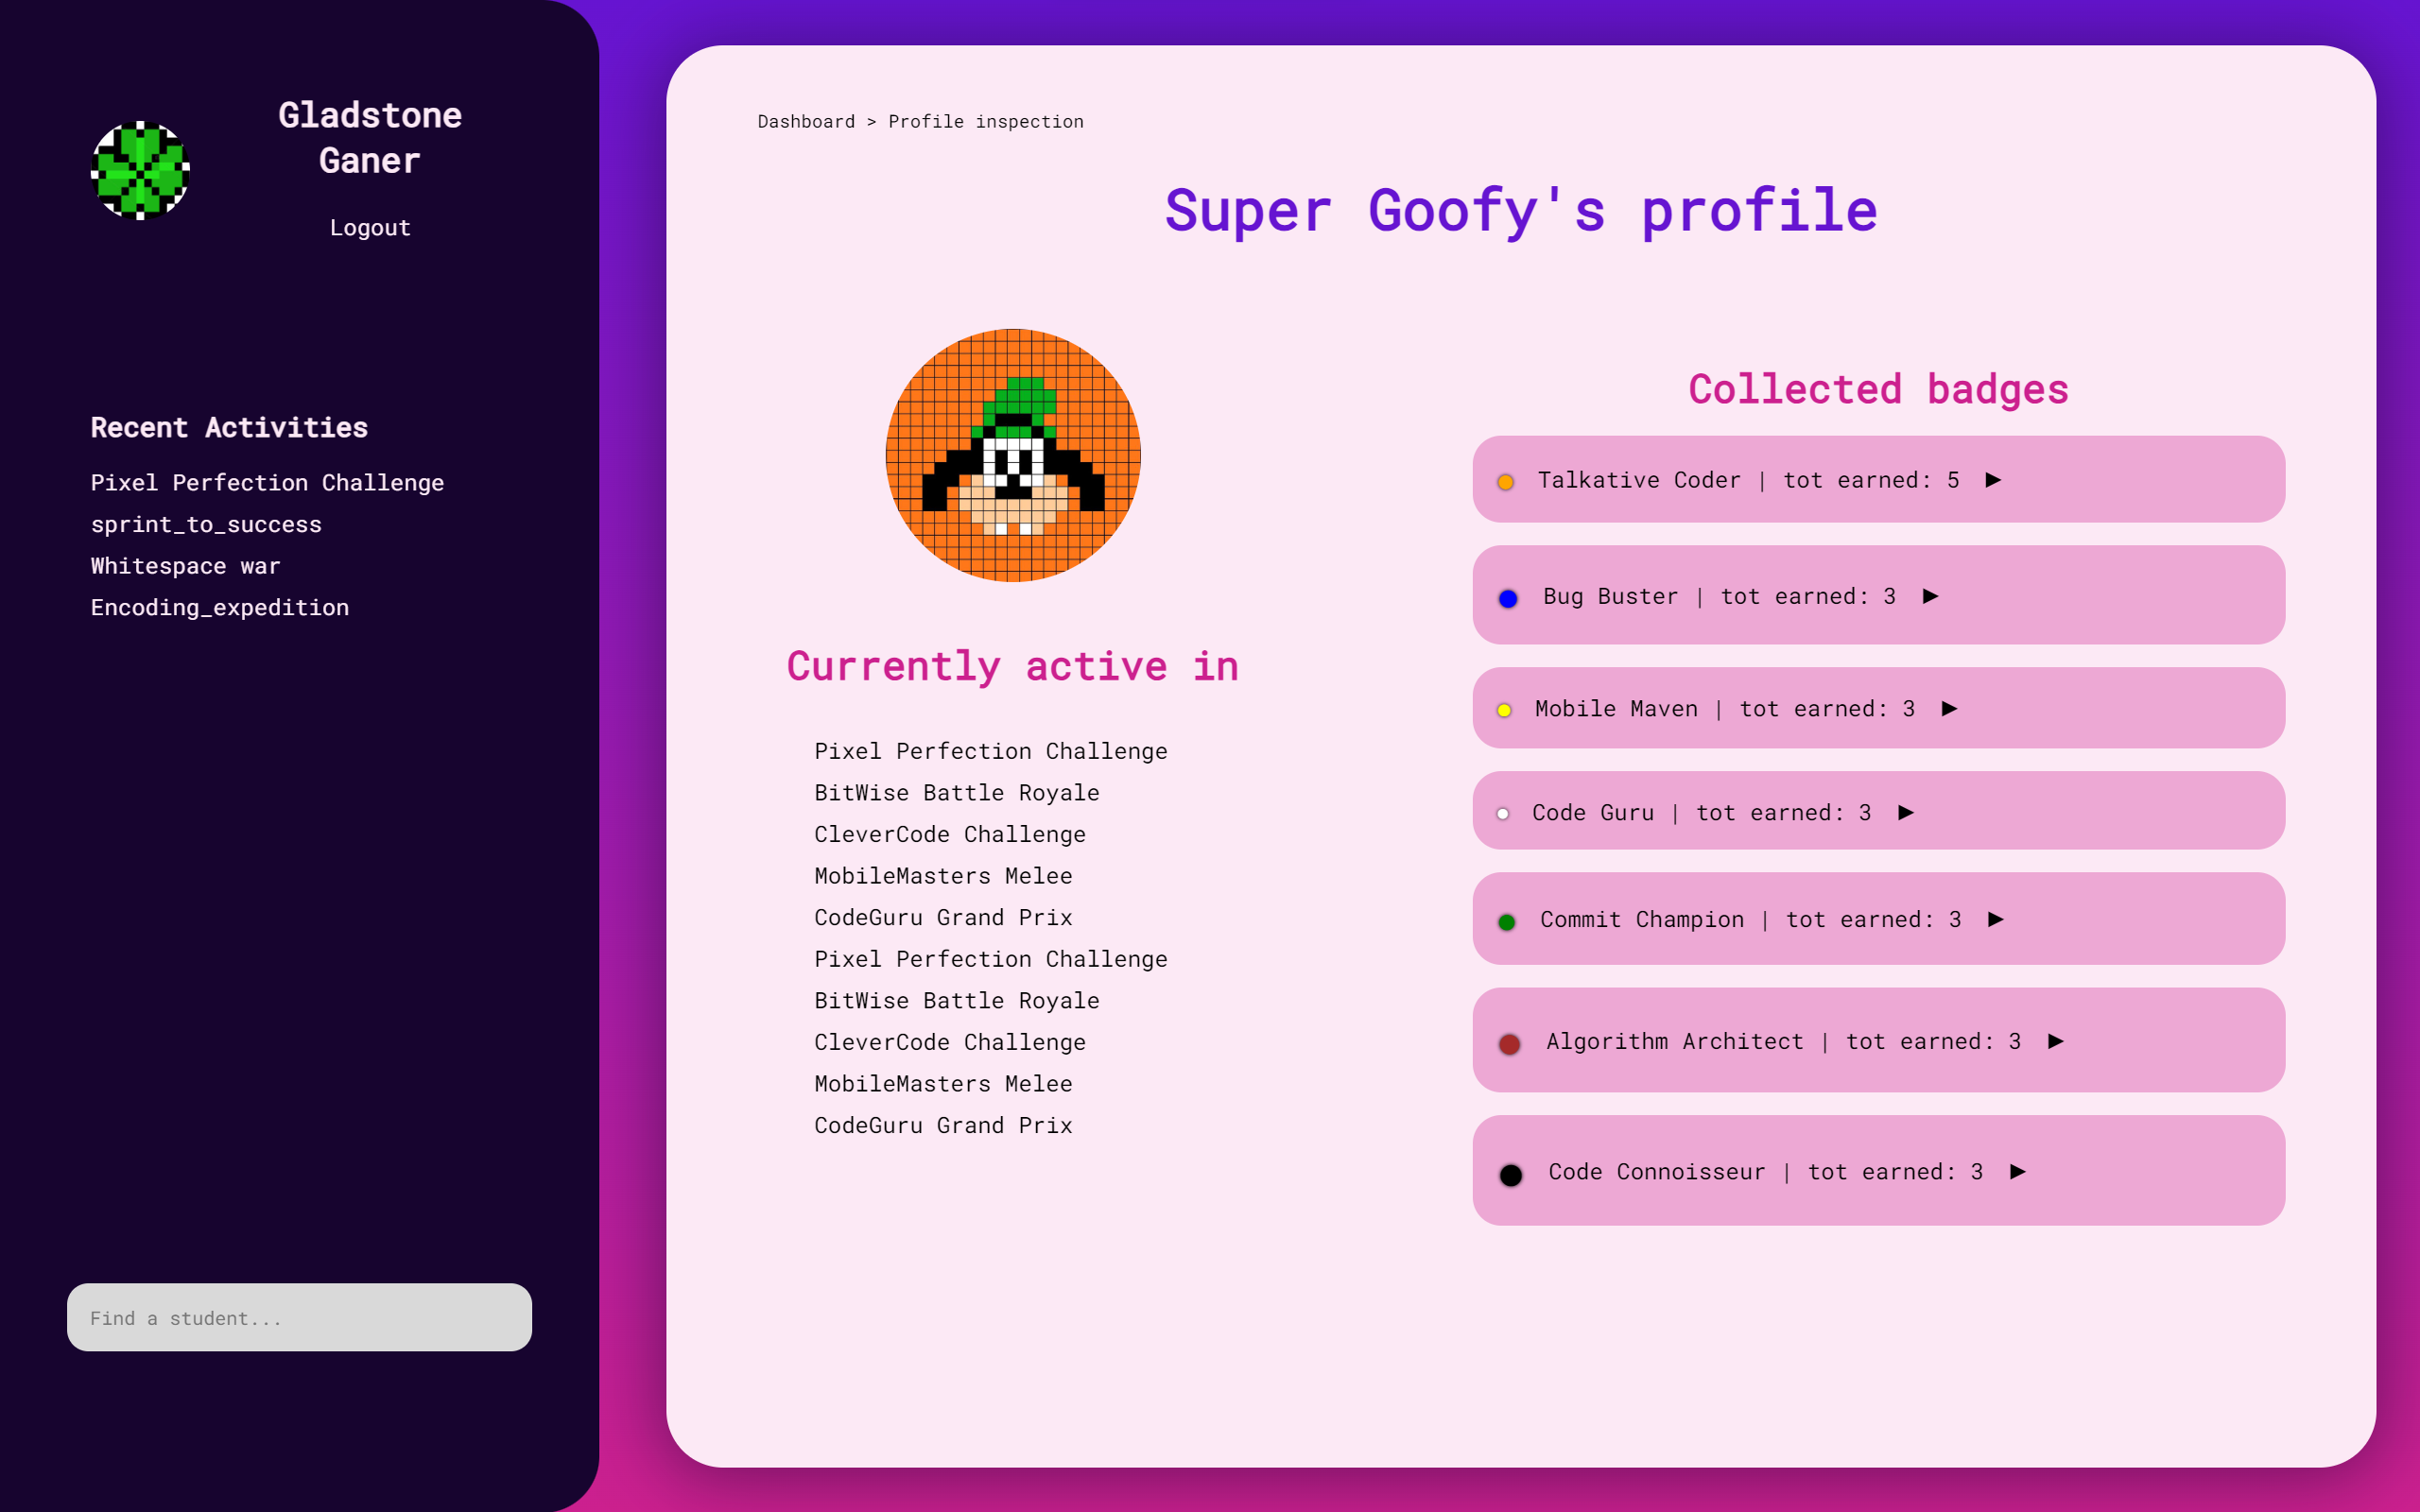 Gladstone
Ganer
Logout
Recent Activities
Pixel Perfection Challenge
sprint_to_success
Whitespace war
Encoding_expedition
Find a student...
Dashboard > Profile inspection
Super Goofy's profile
Currently active in
Pixel Perfection Challenge
BitWise Battle Royale
CleverCode Challenge
MobileMasters Melee
CodeGuru Grand Prix
Pixel Perfection Challenge
BitWise Battle Royale
CleverCode Challenge
MobileMasters Melee
CodeGuru Grand Prix
Collected badges
Talkative Coder | tot earned: 5 ▶
Bug Buster | tot earned: 3 ▶
Mobile Maven | tot earned: 3 ▶
Code Guru | tot earned: 3 ▶
Commit Champion | tot earned: 3 ▶
Algorithm Architect | tot earned: 3 ▶
Code Connoisseur | tot earned: 3 ▶